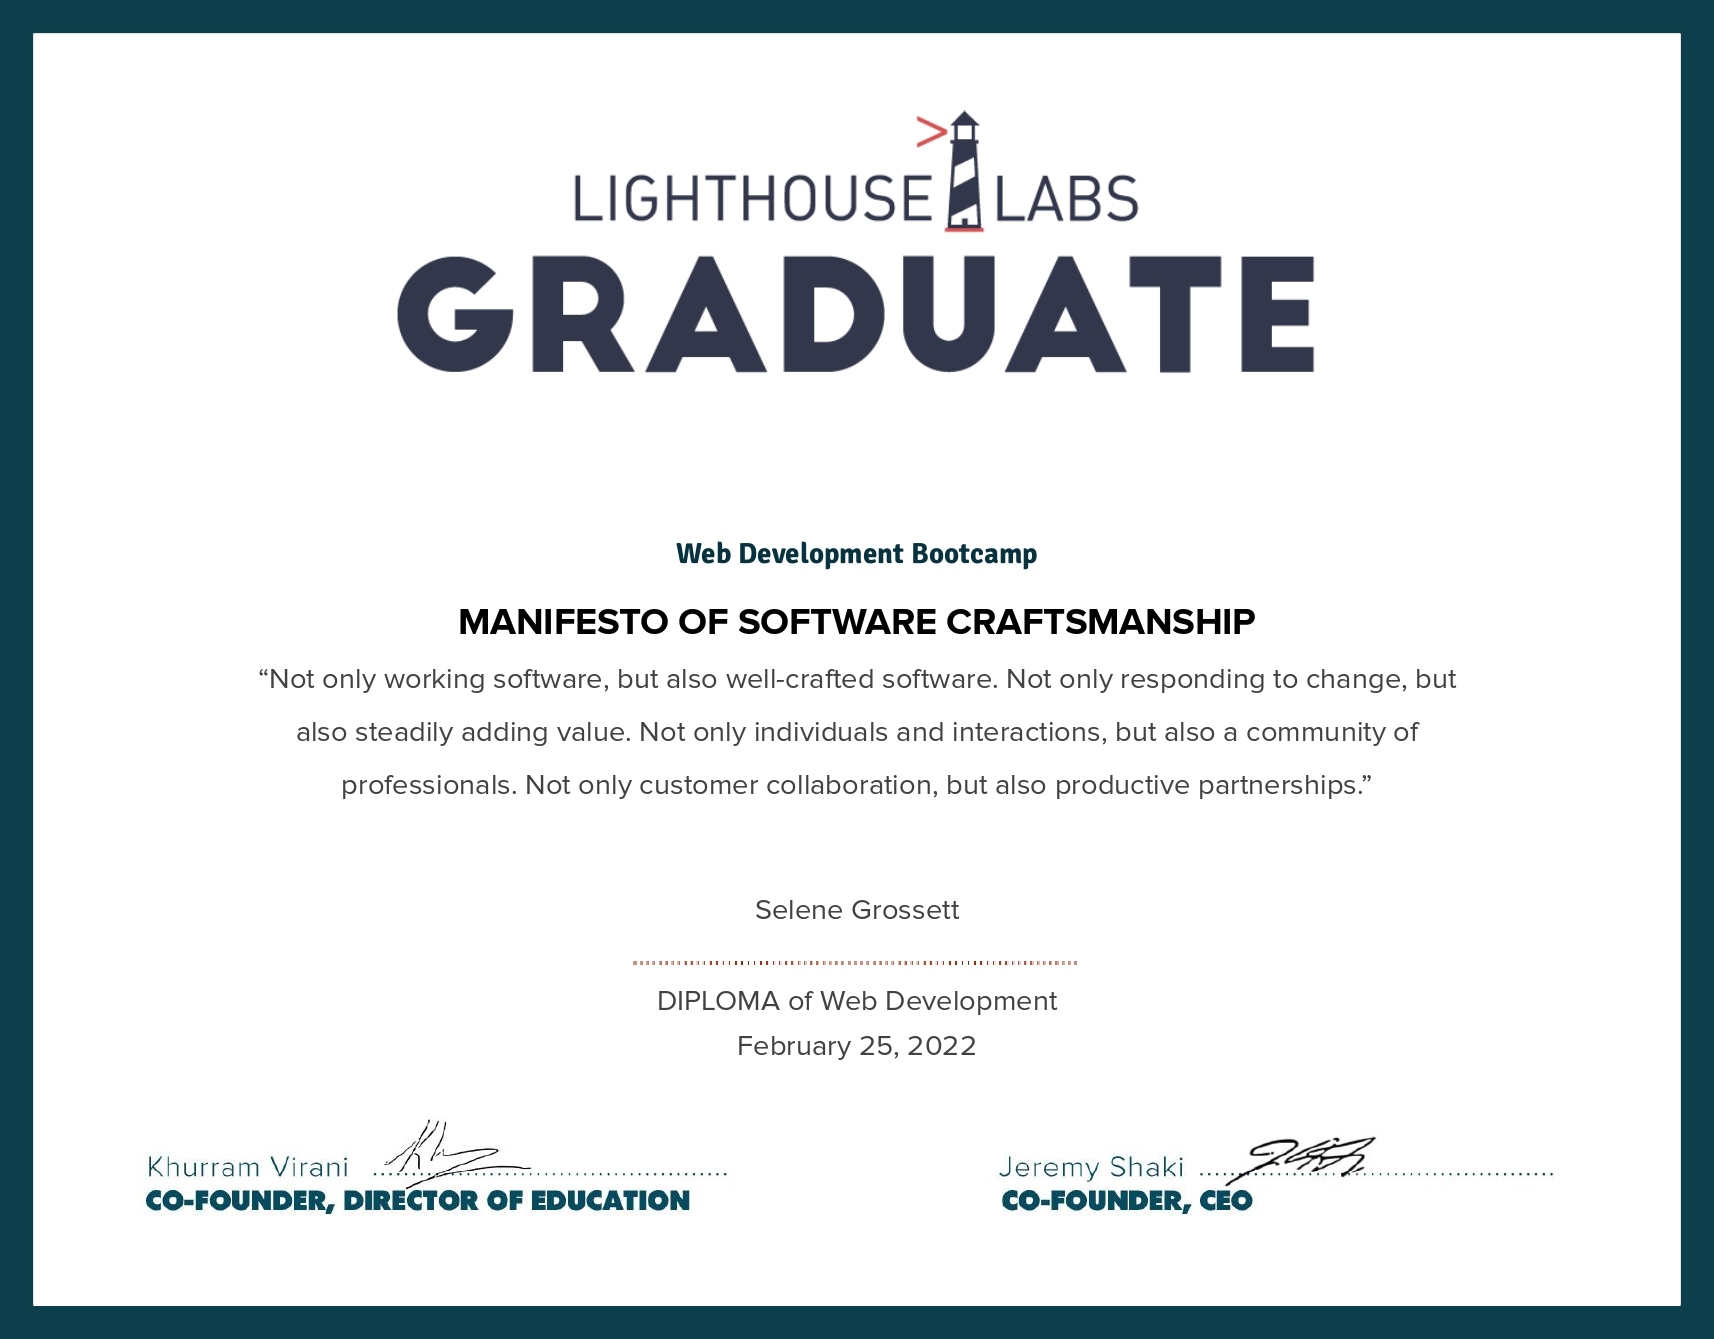 LIGHTHOUSE LABS
GRADUATE
Web Development Bootcamp
MANIFESTO OF SOFTWARE CRAFTSMANSHIP
“Not only working software, but also well-crafted software. Not only responding to change, but
also steadily adding value. Not only individuals and interactions, but also a community of
professionals. Not only customer collaboration, but also productive partnerships.”
Selene Grossett
DIPLOMA of Web Development
February 25, 2022
Khurram Virani
CO-FOUNDER, DIRECTOR OF EDUCATION
Jeremy Shaki
CO-FOUNDER, CEO